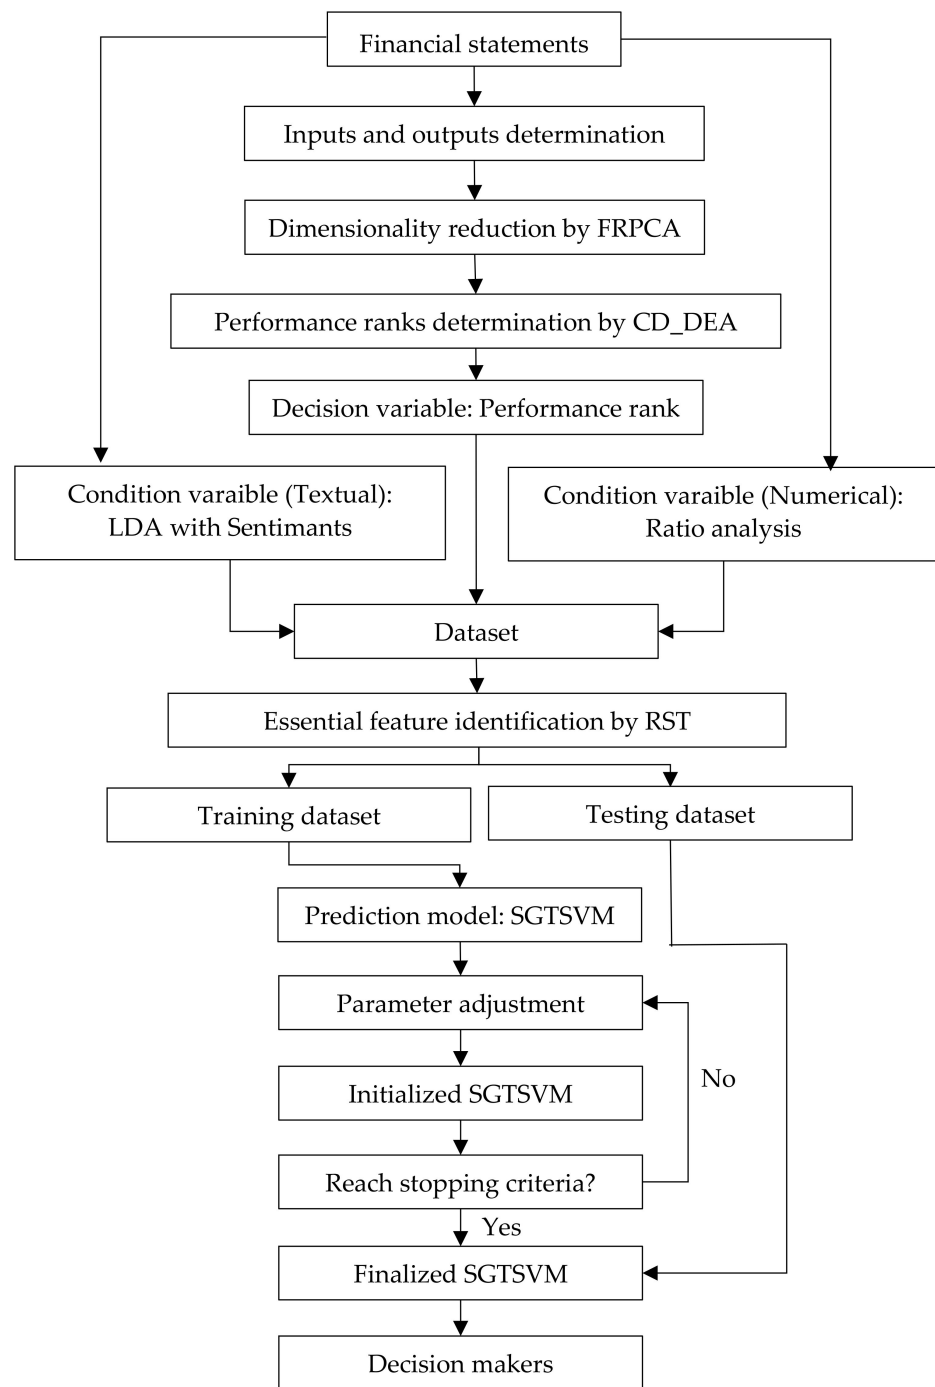 Financial statements
Inputs and outputs determination
Dimensionality reduction by FRPCA
Performance ranks determination by CD_DEA
Decision variable: Performance rank
Condition varaible (Textual):
LDA with Sentimants
Condition varaible (Numerical):
Ratio analysis
Dataset
Essential feature identification by RST
Training dataset
Testing dataset
Prediction model: SGTSVM
Parameter adjustment
No
Initialized SGTSVM
Reach stopping criteria?
Yes
Finalized SGTSVM
Decision makers